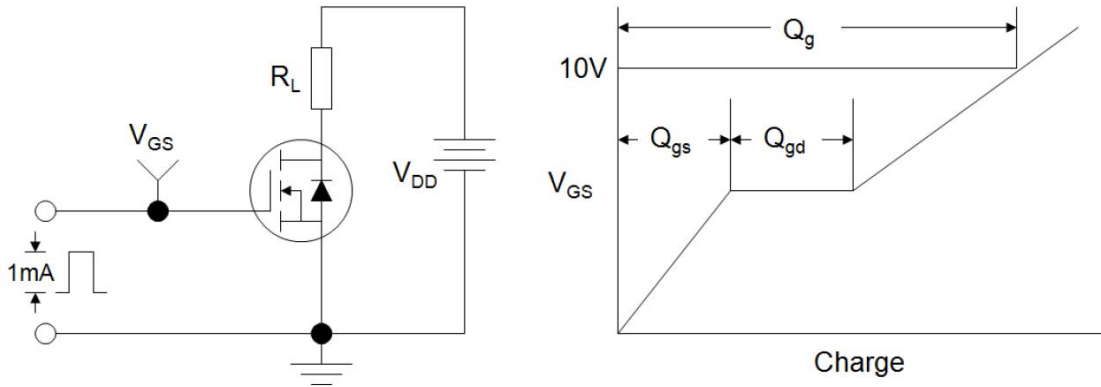 R_L
V_GS
V_DD
1mA
Q_g
10V
Q_gs
Q_gd
V_GS
Charge